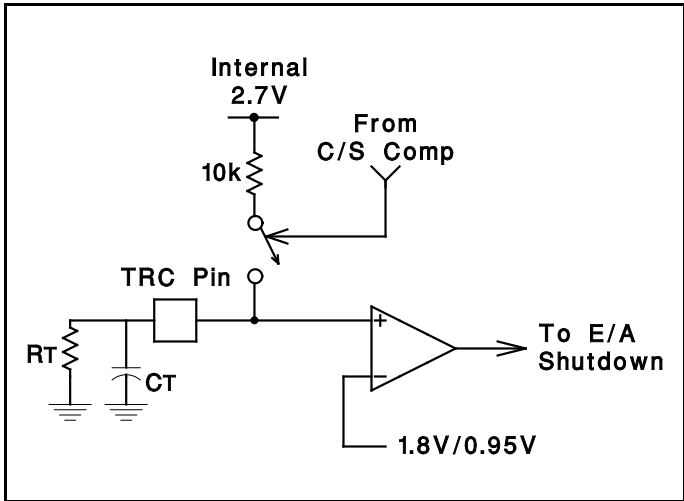 Internal
2.7V
From
C/S Comp
10k
TRC Pin
+
RT
CT
−
To E/A
Shutdown
1.8V/0.95V